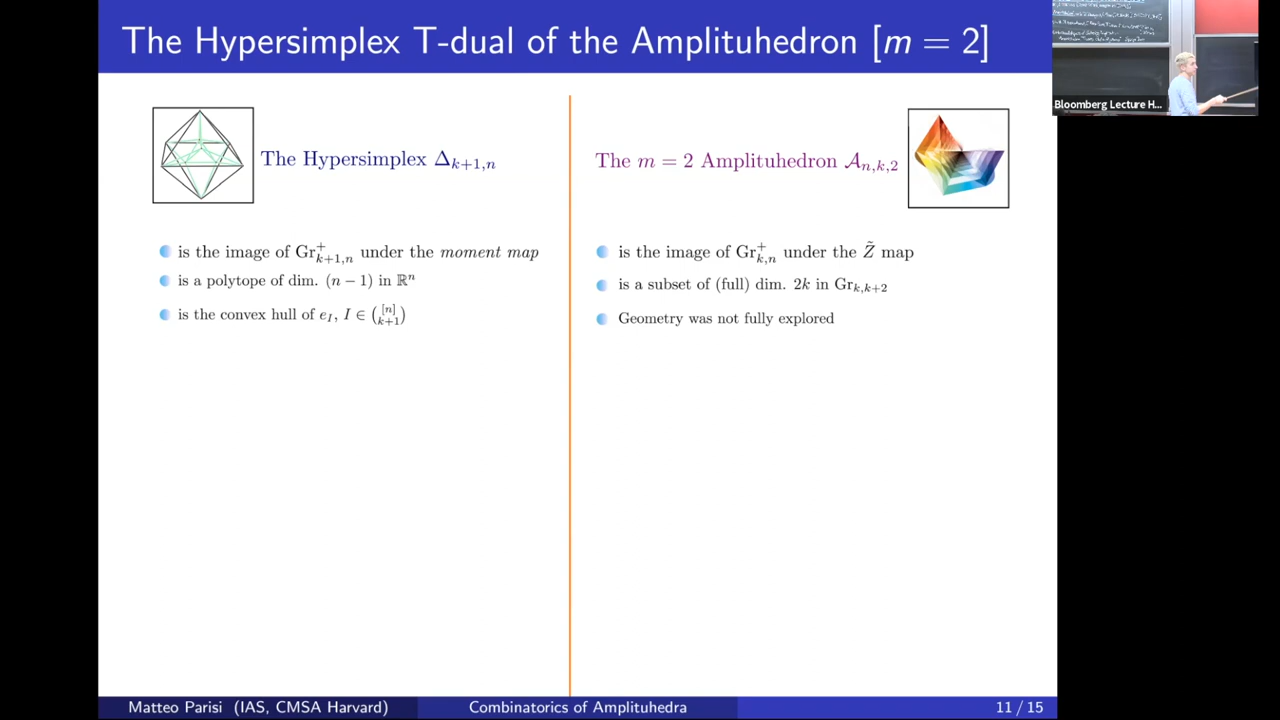 The Hypersimplex T-dual of the Amplituhedron [m = 2]
Bloomberg Lecture H...
The Hypersimplex Δ_{k+1,n}
is the image of Gr^+_{k+1,n} under the moment map
is a polytope of dim. (n − 1) in ℝ^n
is the convex hull of e_I, I ∈ \binom{[n]}{k+1}
The m = 2 Amplituhedron 𝒜_{n,k,2}
is the image of Gr^+_{k,n} under the Z̃ map
is a subset of (full) dim. 2k in Gr_{k,k+2}
Geometry was not fully explored
Matteo Parisi (IAS, CMSA Harvard)
Combinatorics of Amplituhedra
11 / 15